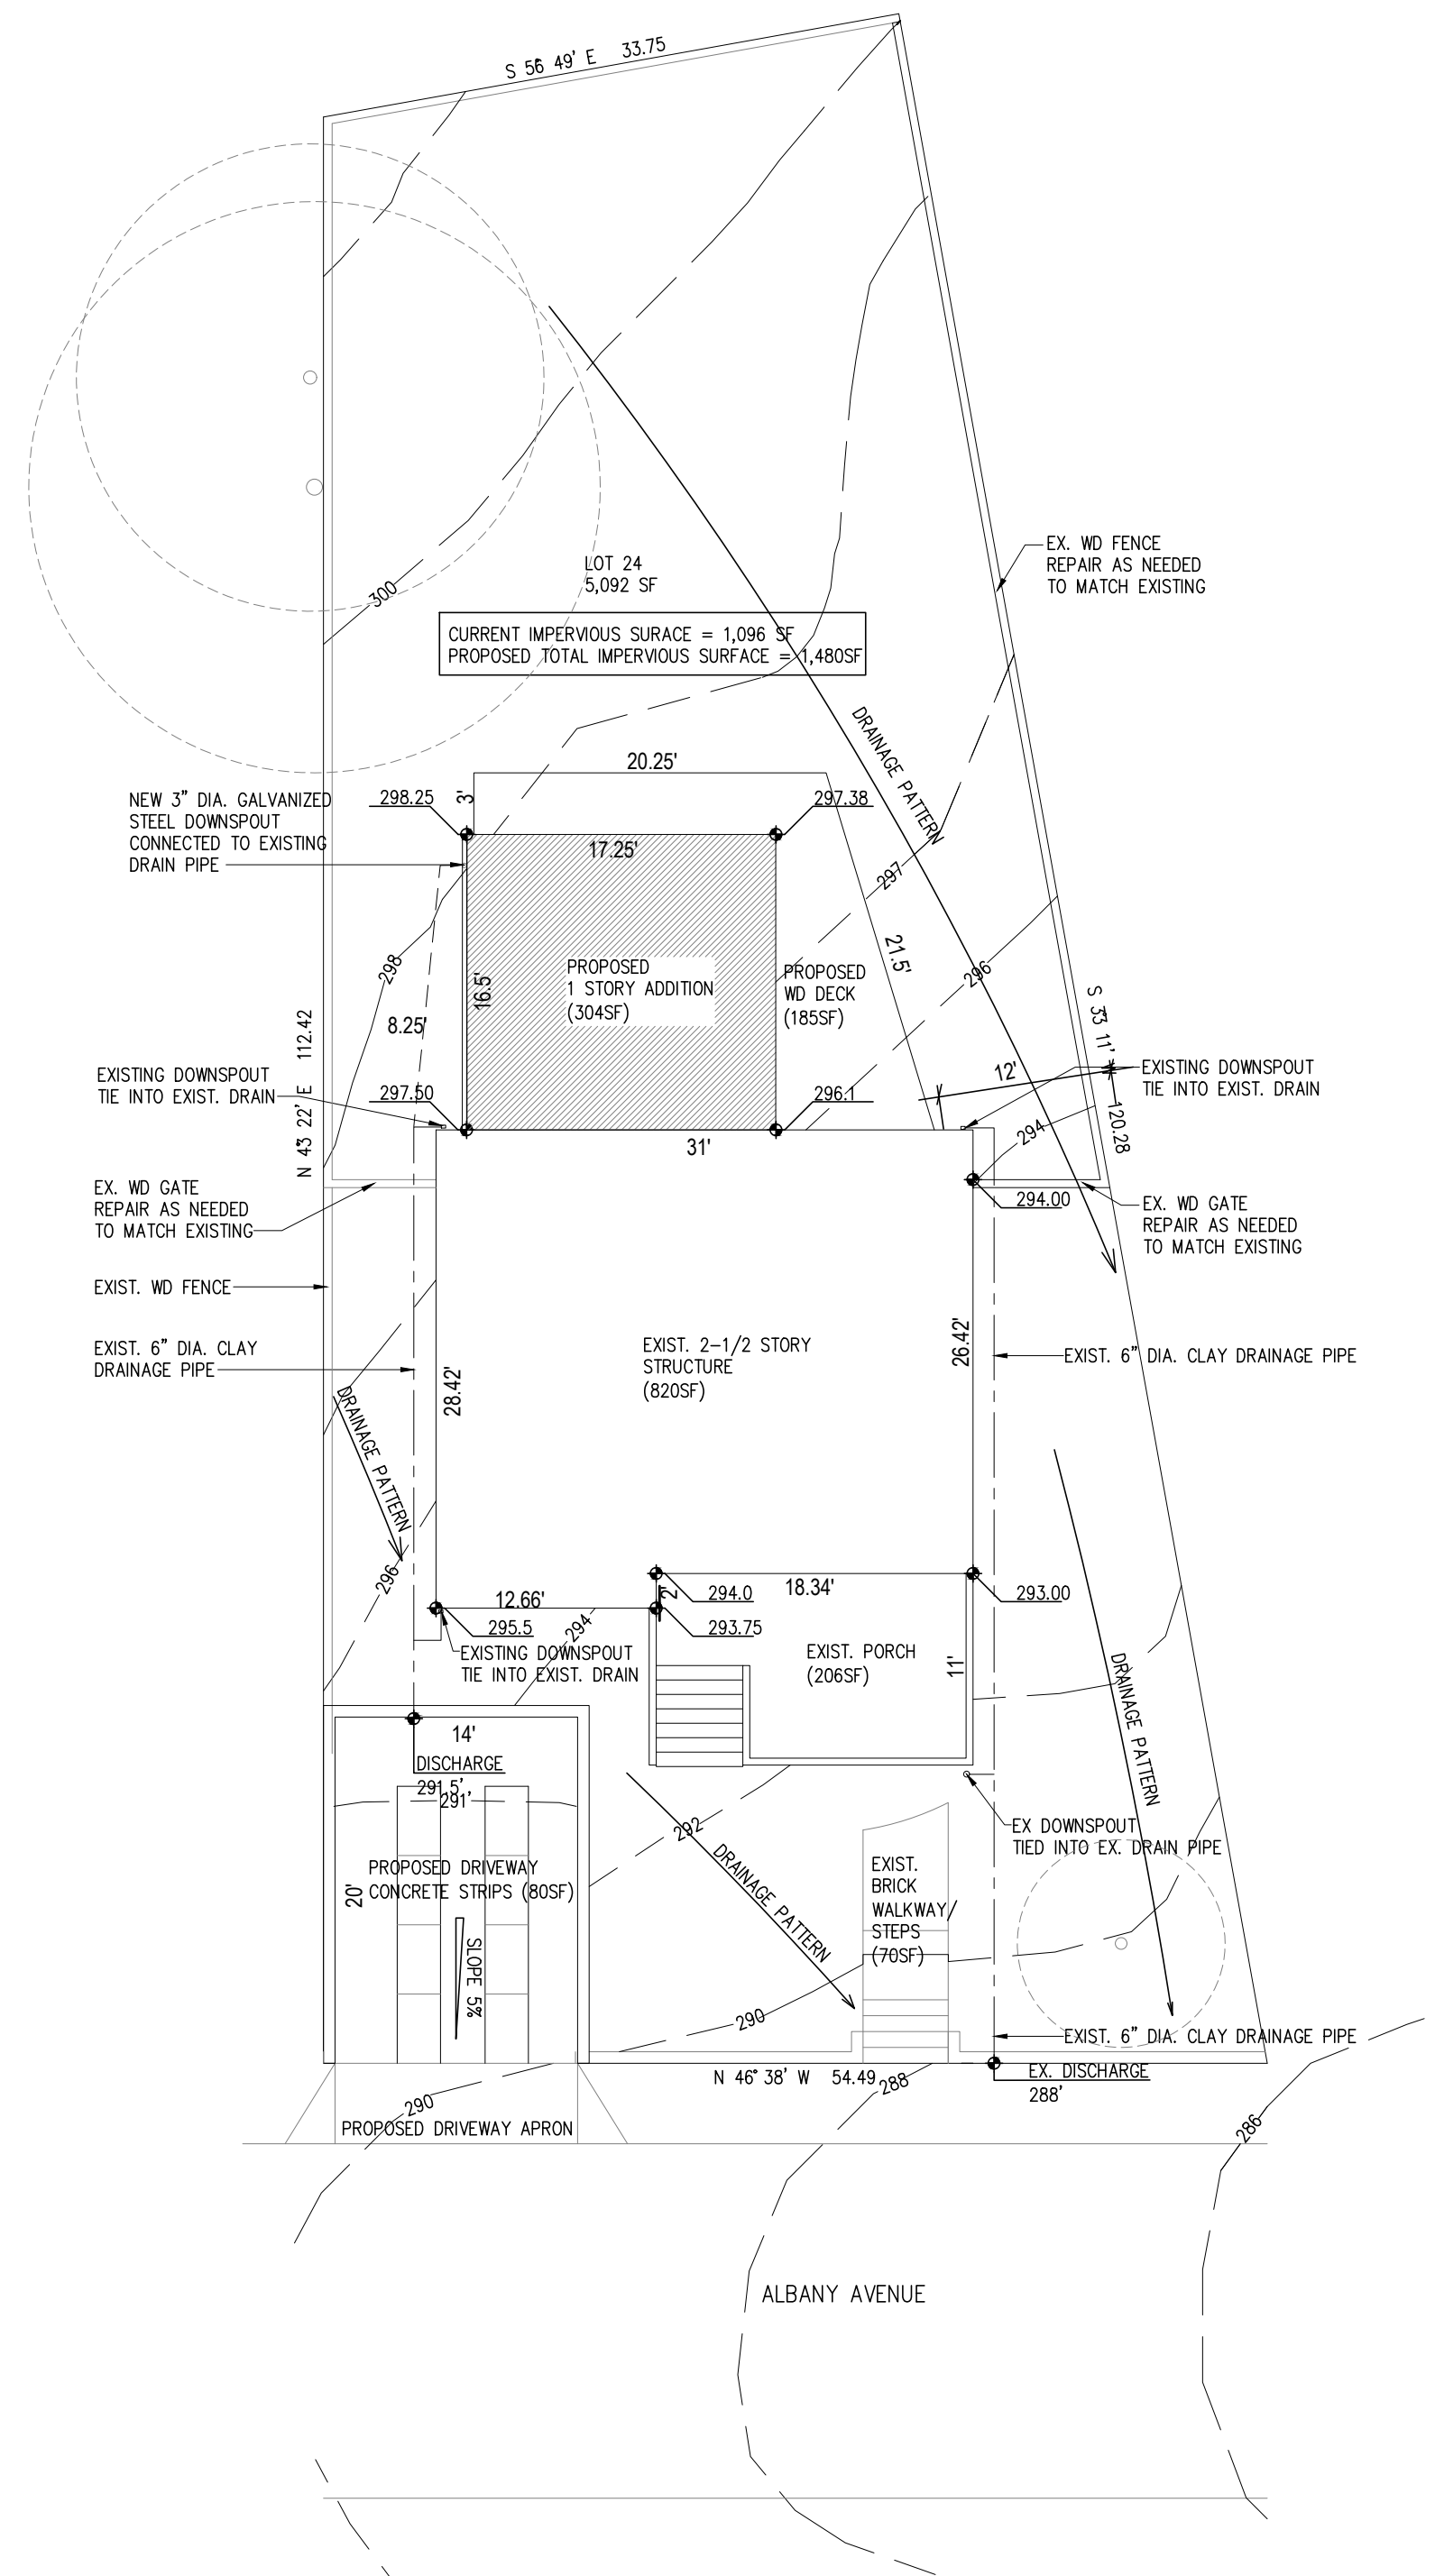 S 56° 49' E 33.75
EX. WD FENCE
REPAIR AS NEEDED
TO MATCH EXISTING
LOT 24
5,092 SF
300
CURRENT IMPERVIOUS SURACE = 1,096 SF
PROPOSED TOTAL IMPERVIOUS SURFACE = 1,480SF
DRAINAGE PATTERN
20.25'
3'
298.25
297.38
NEW 3" DIA. GALVANIZED
STEEL DOWNSPOUT
CONNECTED TO EXISTING
DRAIN PIPE
17.25'
297
298
21.5'
296
16.5'
PROPOSED
1 STORY ADDITION
(304SF)
PROPOSED
WD DECK
(185SF)
8.25'
N 43° 22' E 112.42
S 33° 11'
120.28
12'
EXISTING DOWNSPOUT
TIE INTO EXIST. DRAIN
EXISTING DOWNSPOUT
TIE INTO EXIST. DRAIN
297.50
296.1
31'
294
294.00
EX. WD GATE
REPAIR AS NEEDED
TO MATCH EXISTING
EX. WD GATE
REPAIR AS NEEDED
TO MATCH EXISTING
EXIST. WD FENCE
EXIST. 6" DIA. CLAY
DRAINAGE PIPE
28.42'
EXIST. 2-1/2 STORY
STRUCTURE
(820SF)
26.42'
EXIST. 6" DIA. CLAY DRAINAGE PIPE
DRAINAGE PATTERN
296
12.66'
2'
18.34'
294.0
293.00
295.5
294
293.75
EXISTING DOWNSPOUT
TIE INTO EXIST. DRAIN
EXIST. PORCH
(206SF)
11'
DRAINAGE PATTERN
14'
DISCHARGE
291.5'
291'
292
DRAINAGE PATTERN
EX DOWNSPOUT
TIED INTO EX. DRAIN PIPE
PROPOSED DRIVEWAY
CONCRETE STRIPS (80SF)
20'
SLOPE 5%
EXIST.
BRICK
WALKWAY/
STEPS
(70SF)
290
EXIST. 6" DIA. CLAY DRAINAGE PIPE
N 46° 38' W 54.49
288
EX. DISCHARGE
288'
290
PROPOSED DRIVEWAY APRON
286
ALBANY AVENUE